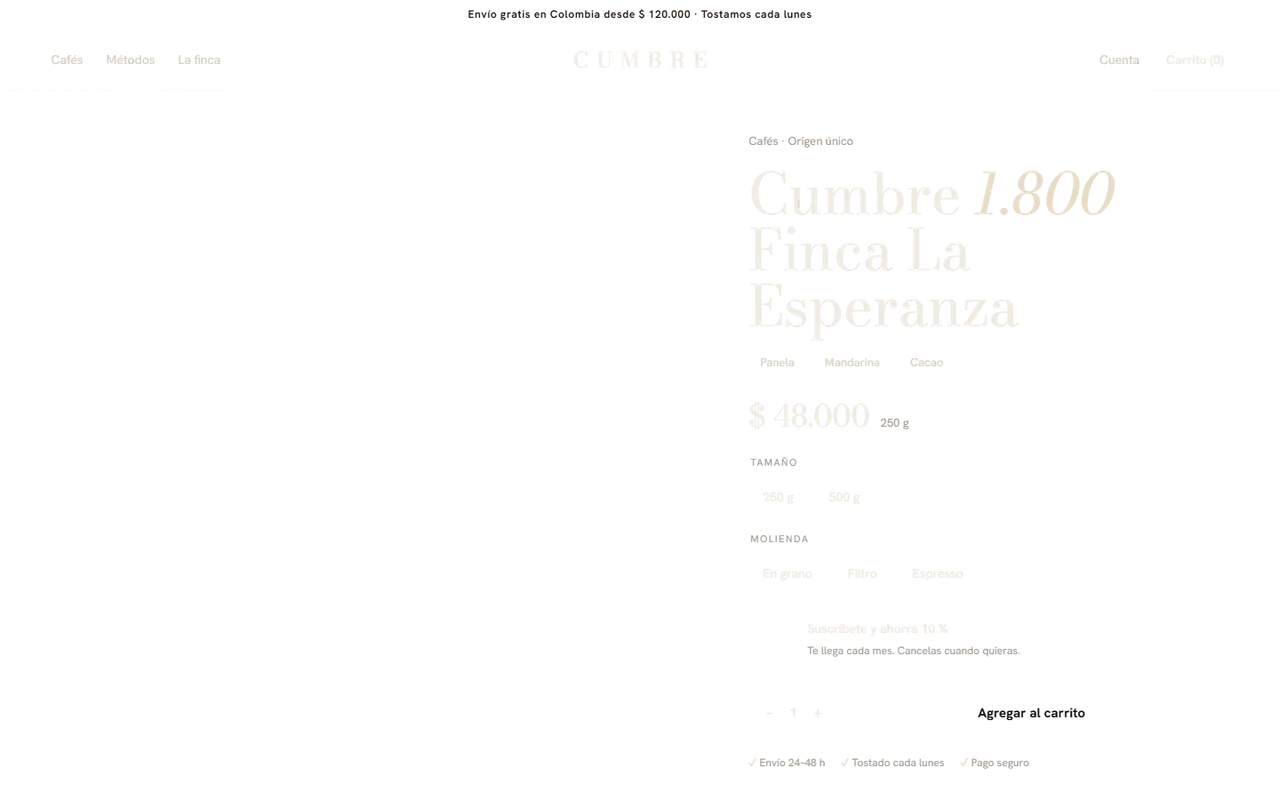 Envío gratis en Colombia desde $ 120.000 · Tostamos cada lunes
Cafés Métodos La finca CUMBRE Cuenta Carrito (0)
Cafés · Origen único
Cumbre 1.800
Finca La
Esperanza
Panela Mandarina Cacao
$ 48.000 250 g
TAMAÑO
250 g 500 g
MOLIENDA
En grano Filtro Espresso
Suscríbete y ahorra 10 %
Te llega cada mes. Cancelas cuando quieras.
− 1 + Agregar al carrito
✓ Envío 24–48 h ✓ Tostado cada lunes ✓ Pago seguro